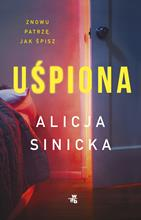 ZNOWU
PATRZĘ,
JAK ŚPISZ
UŚPIONA
ALICJA
SINICKA